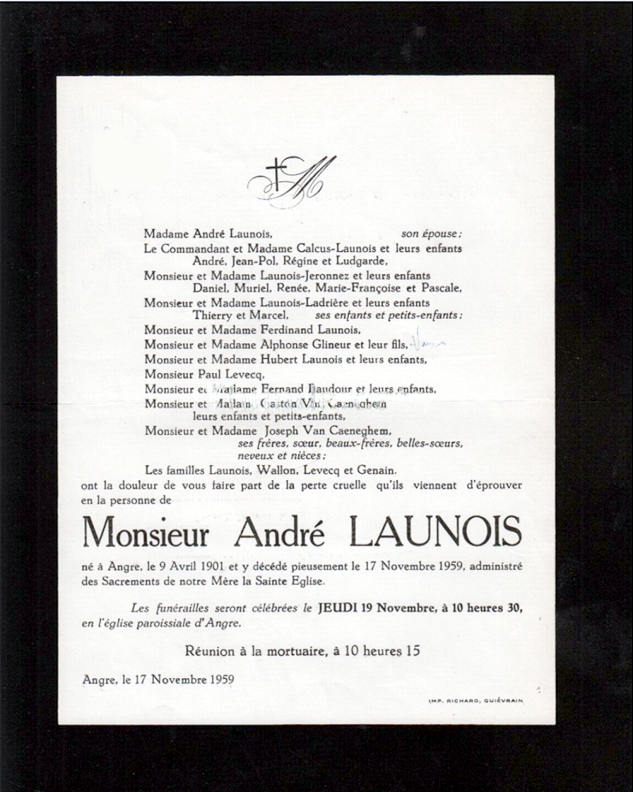 M
Madame André Launois, son épouse;
Le Commandant et Madame Calcus-Launois et leurs enfants
André, Jean-Pol, Régine et Ludgarde,
Monsieur et Madame Launois-Jeronnez et leurs enfants
Daniel, Muriel, Renée, Marie-Françoise et Pascale,
Monsieur et Madame Launois-Ladrière et leurs enfants
Thierry et Marcel, ses enfants et petits-enfants;
Monsieur et Madame Ferdinand Launois,
Monsieur et Madame Alphonse Glineur et leur fils,
Monsieur et Madame Hubert Launois et leurs enfants,
Monsieur Paul Levecq,
Monsieur et Madame Fernand Baudour et leurs enfants,
Monsieur et Madame Gaston Van Caeneghem
leurs enfants et petits-enfants,
Monsieur et Madame Joseph Van Caeneghem,
ses frères, sœur, beaux-frères, belles-sœurs,
neveux et nièces;
Les familles Launois, Wallon, Levecq et Genain.
ont la douleur de vous faire part de la perte cruelle qu'ils viennent d'éprouver
en la personne de
Monsieur André LAUNOIS
né à Angre, le 9 Avril 1901 et y décédé pieusement le 17 Novembre 1959, administré
des Sacrements de notre Mère la Sainte Eglise.
Les funérailles seront célébrées le JEUDI 19 Novembre, à 10 heures 30,
en l'église paroissiale d'Angre.
Réunion à la mortuaire, à 10 heures 15
Angre, le 17 Novembre 1959
IMP. RICHARD, QUIÉVRAIN